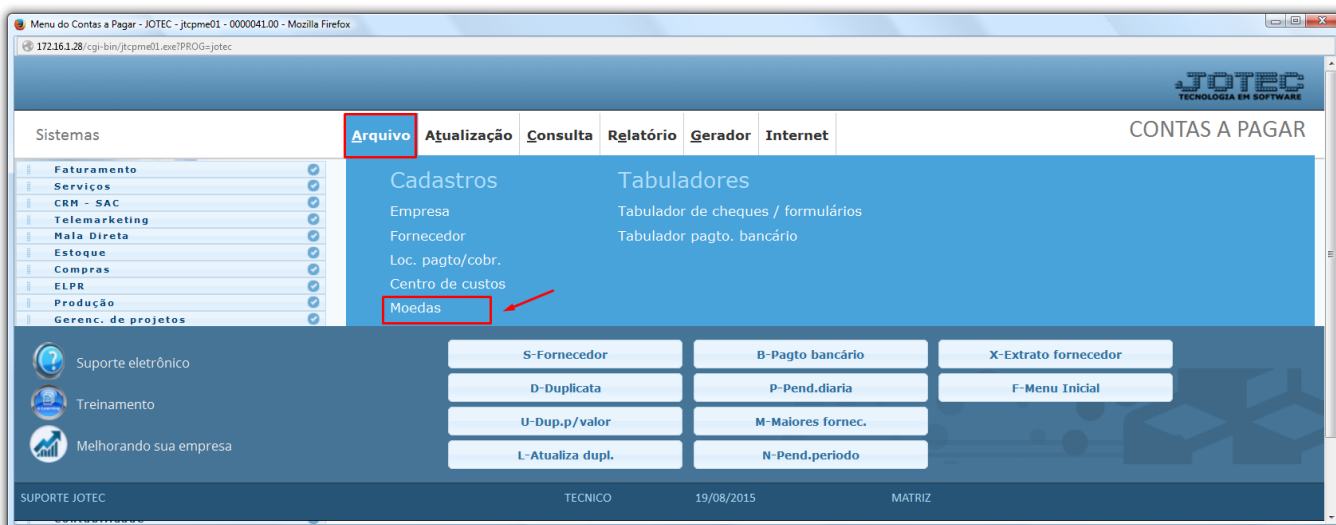 Menu do Contas a Pagar - JOTEC - jtcpme01 - 0000041.00 - Mozilla Firefox
172.16.1.28/cgi-bin/jtcpme01.exe?PROG=jotec
JOTEC
TECNOLOGIA EM SOFTWARE
Sistemas
Arquivo Atualização Consulta Relatório Gerador Internet
CONTAS A PAGAR
Faturamento
Serviços
CRM - SAC
Telemarketing
Mala Direta
Estoque
Compras
ELPR
Produção
Gerenc. de projetos
Cadastros
Empresa
Fornecedor
Loc. pagto/cobr.
Centro de custos
Moedas
Tabuladores
Tabulador de cheques / formulários
Tabulador pagto. bancário
Suporte eletrônico
Treinamento
Melhorando sua empresa
S-Fornecedor B-Pagto bancário X-Extrato fornecedor
D-Duplicata P-Pend.diaria F-Menu Inicial
U-Dup.p/valor M-Maiores fornec.
L-Atualiza dupl. N-Pend.periodo
SUPORTE JOTEC TECNICO 19/08/2015 MATRIZ
Contabilidade